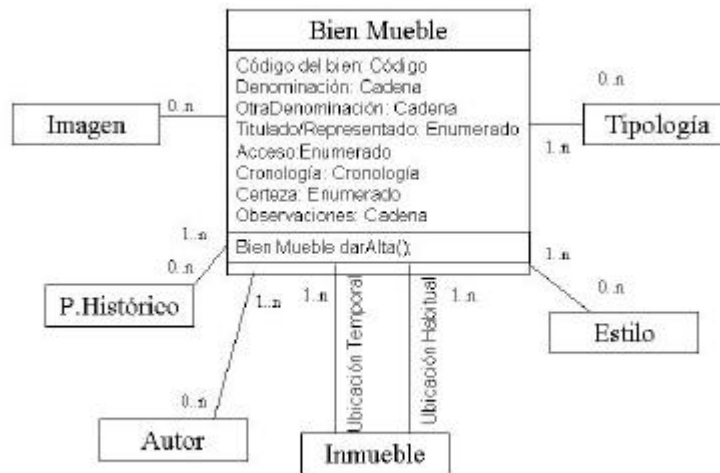 Bien Mueble
Código del bien: Código
Denominación: Cadena
OtraDenominación: Cadena
Titulado/Representado: Enumerado
Acceso:Enumerado
Cronología: Cronología
Certeza: Enumerado
Observaciones: Cadena
Bien Mueble darAlta();
0..n
Imagen
0..n
Tipología
1..n
1..n
0..n
P.Histórico
1..n
0..n
Estilo
1..n
0..n
Autor
1..n
Ubicación Temporal
1..n
Ubicación Habitual
Inmueble